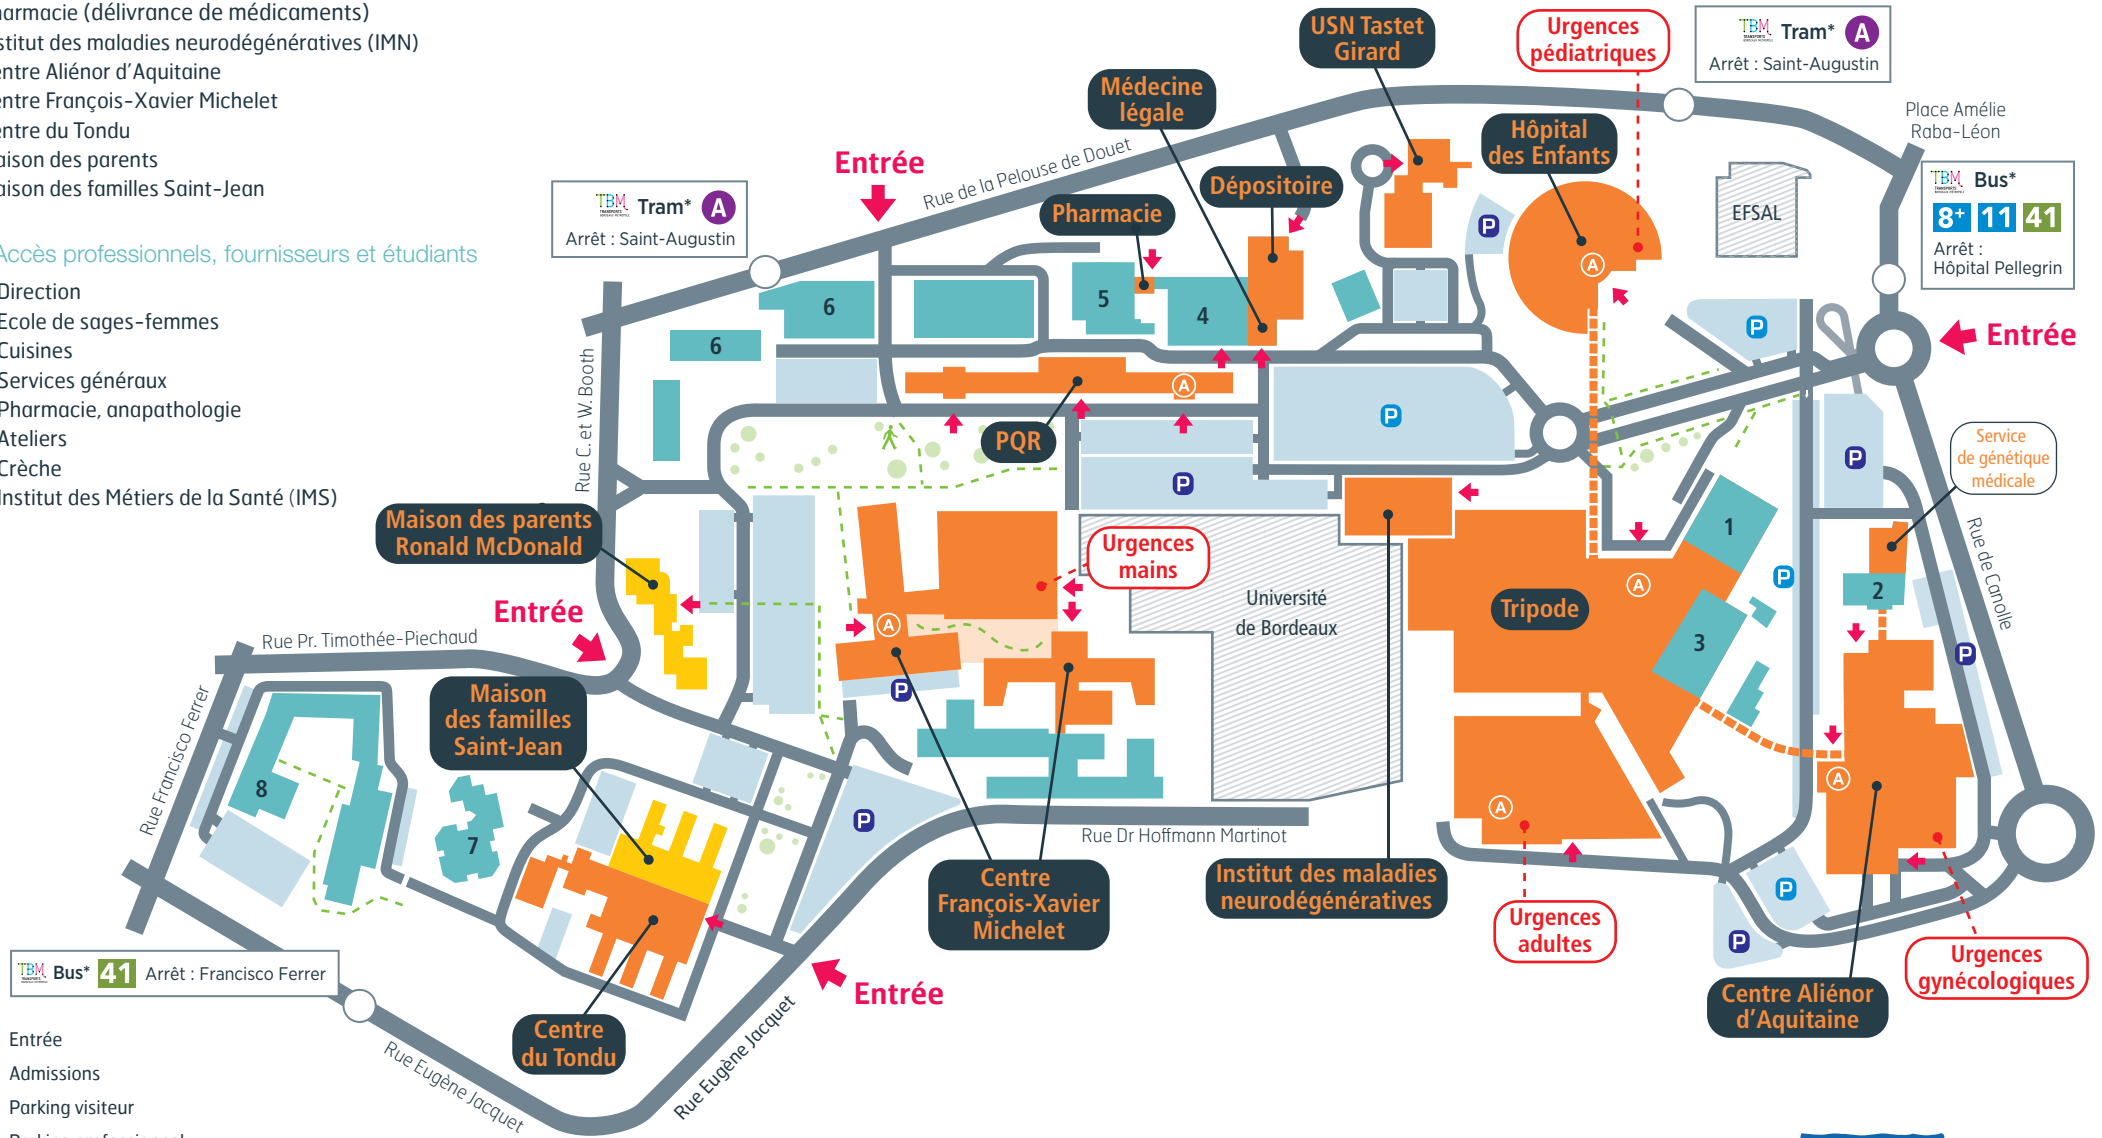 armacie (délivrance de médicaments)
stitut des maladies neurodégénératives (IMN)
entre Aliénor d'Aquitaine
entre François-Xavier Michelet
entre du Tondu
aison des parents
aison des familles Saint-Jean
Accès professionnels, fournisseurs et étudiants
Direction
Ecole de sages-femmes
Cuisines
Services généraux
Pharmacie, anapathologie
Ateliers
Crèche
Institut des Métiers de la Santé (IMS)
USN Tastet
Girard
Urgences
pédiatriques
TBM Tram* A
Arrêt : Saint-Augustin
Médecine
légale
Place Amélie
Raba-Léon
Hôpital
des Enfants
Entrée
Rue de la Pelouse de Douet
TBM Bus*
8+ 11 41
Arrêt :
Hôpital Pellegrin
TBM Tram* A
Arrêt : Saint-Augustin
Dépositoire
Pharmacie
EFSAL
P
A
6
5
4
6
P
Entrée
Rue C. et W. Booth
A
P
PQR
P
P
Service
de génétique
médicale
Maison des parents
Ronald McDonald
Urgences
mains
1
Rue de Canolle
Entrée
Université
de Bordeaux
A
P
2
Tripode
A
3
P
Rue Pr. Timothée-Piechaud
P
Maison
des familles
Saint-Jean
Rue Francisco Ferrer
8
7
P
A
A
Rue Dr Hoffmann Martinot
Centre
François-Xavier
Michelet
Institut des maladies
neurodégénératives
Urgences
adultes
P
P
Urgences
gynécologiques
Centre Aliénor
d'Aquitaine
TBM Bus* 41 Arrêt : Francisco Ferrer
Entrée
Centre
du Tondu
Rue Eugène Jacquet
Rue Eugène Jacquet
Entrée
Admissions
Parking visiteur